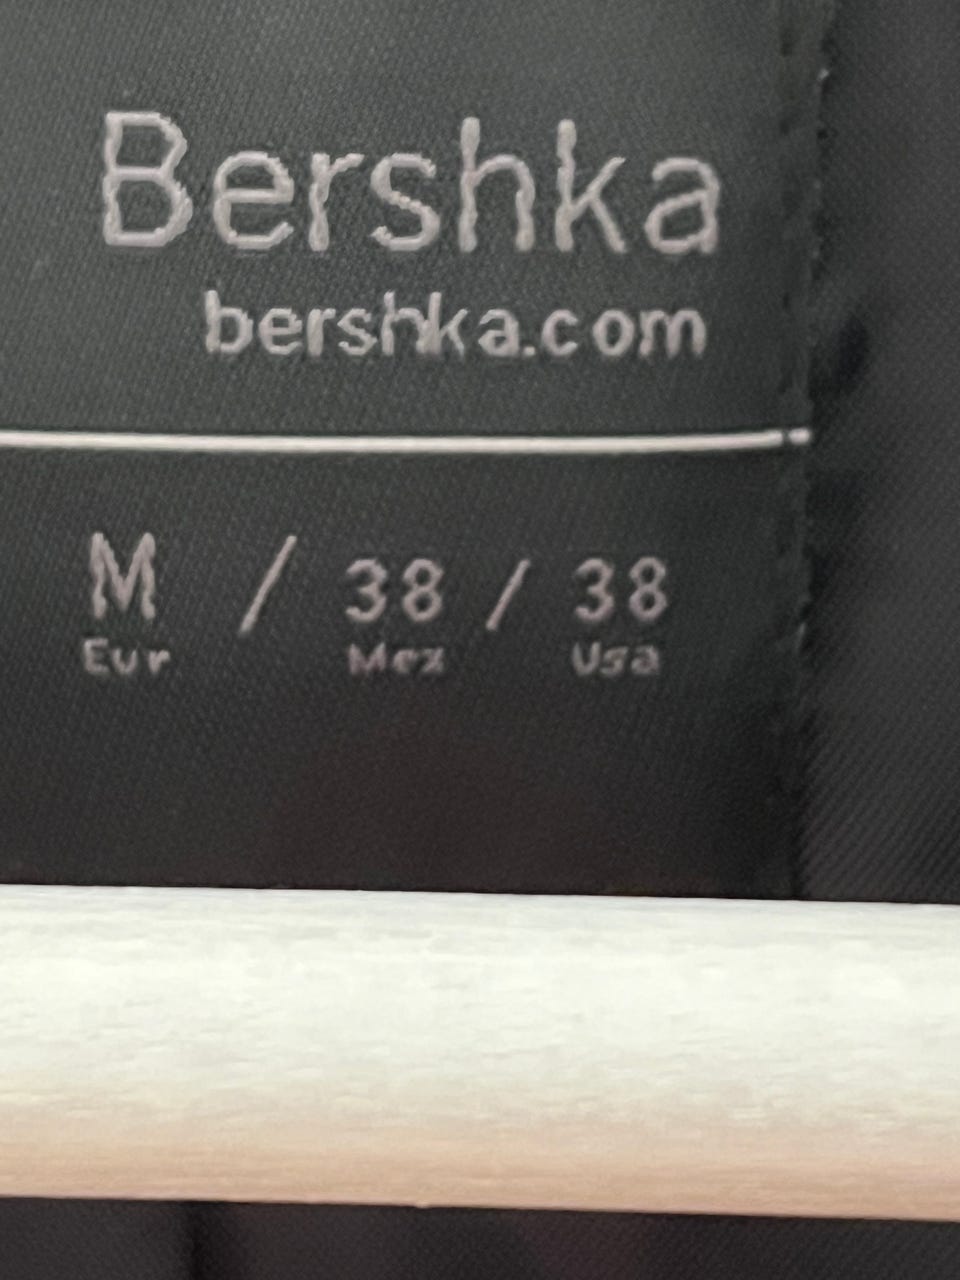 Bershka
bershka.com
M / 38 / 38
Eur Mex Usa